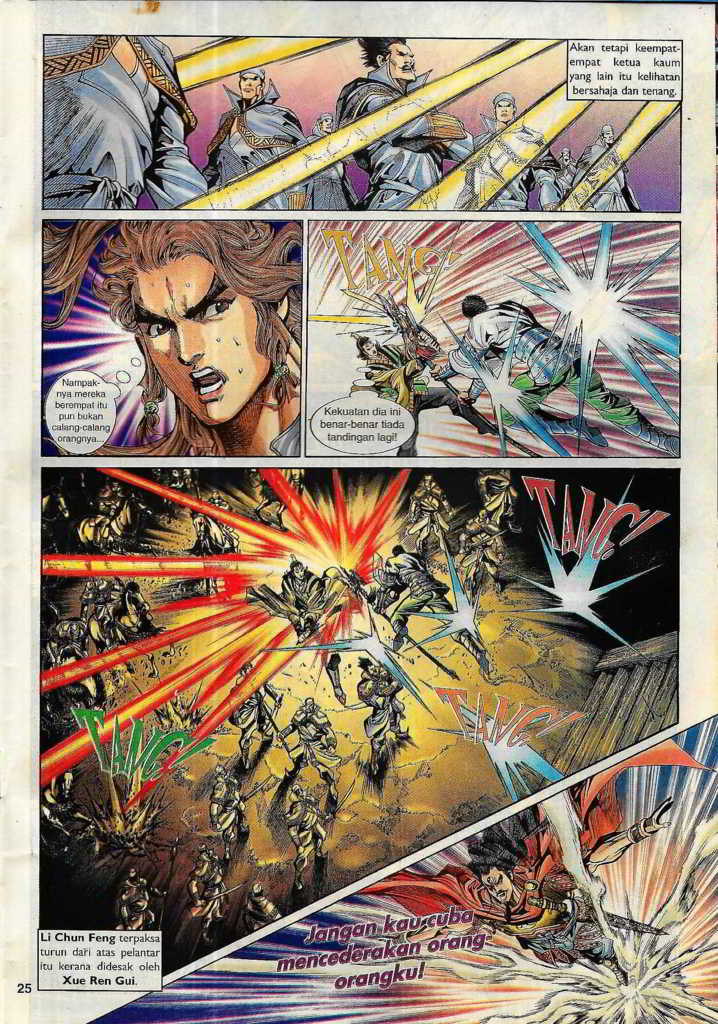 Akan tetapi keempat-
empat ketua kaum
yang lain itu kelihatan
bersahaja dan tenang.
TANG!
Nampak-
nya mereka
berempat itu
pun bukan
calang-calang
orangnya...
Kekuatan dia ini
benar-benar tiada
tandingan lagi!
TANG!
TANG!
TANG!
Jangan kau cuba
mencederakan orang-
orangku!
Li Chun Feng terpaksa
turun dari atas pelantar
itu kerana didesak oleh
Xue Ren Gui.
25